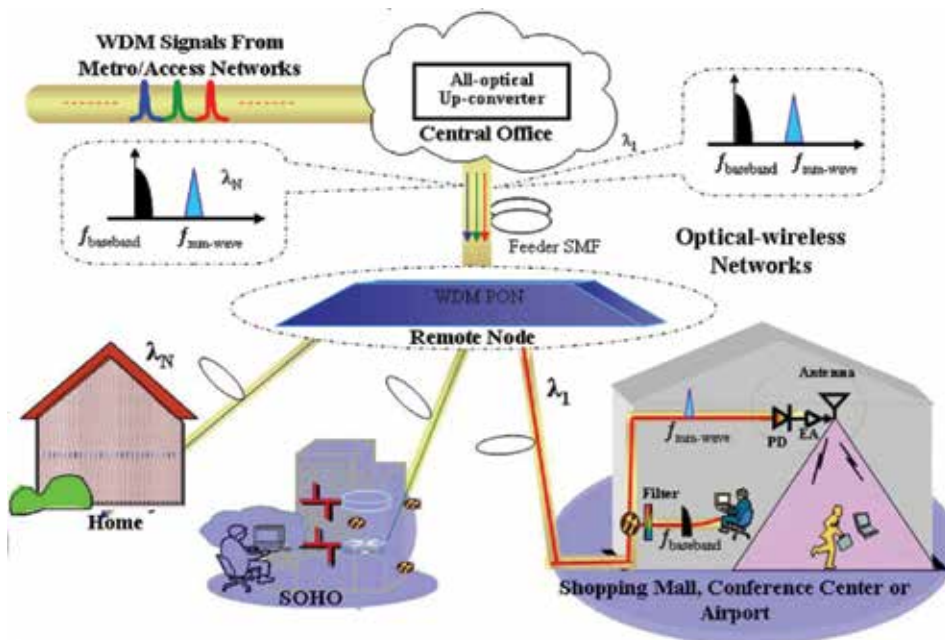 WDM Signals From
Metro/Access Networks
All-optical
Up-converter
Central Office
λ1
fbaseband
fmm-wave
λN
fbaseband
fmm-wave
Feeder SMF
Optical-wireless
Networks
WDM PON
Remote Node
λN
λ1
Antenna
fmm-wave
PD
EA
Filter
fbaseband
Home
SOHO
Shopping Mall, Conference Center or
Airport